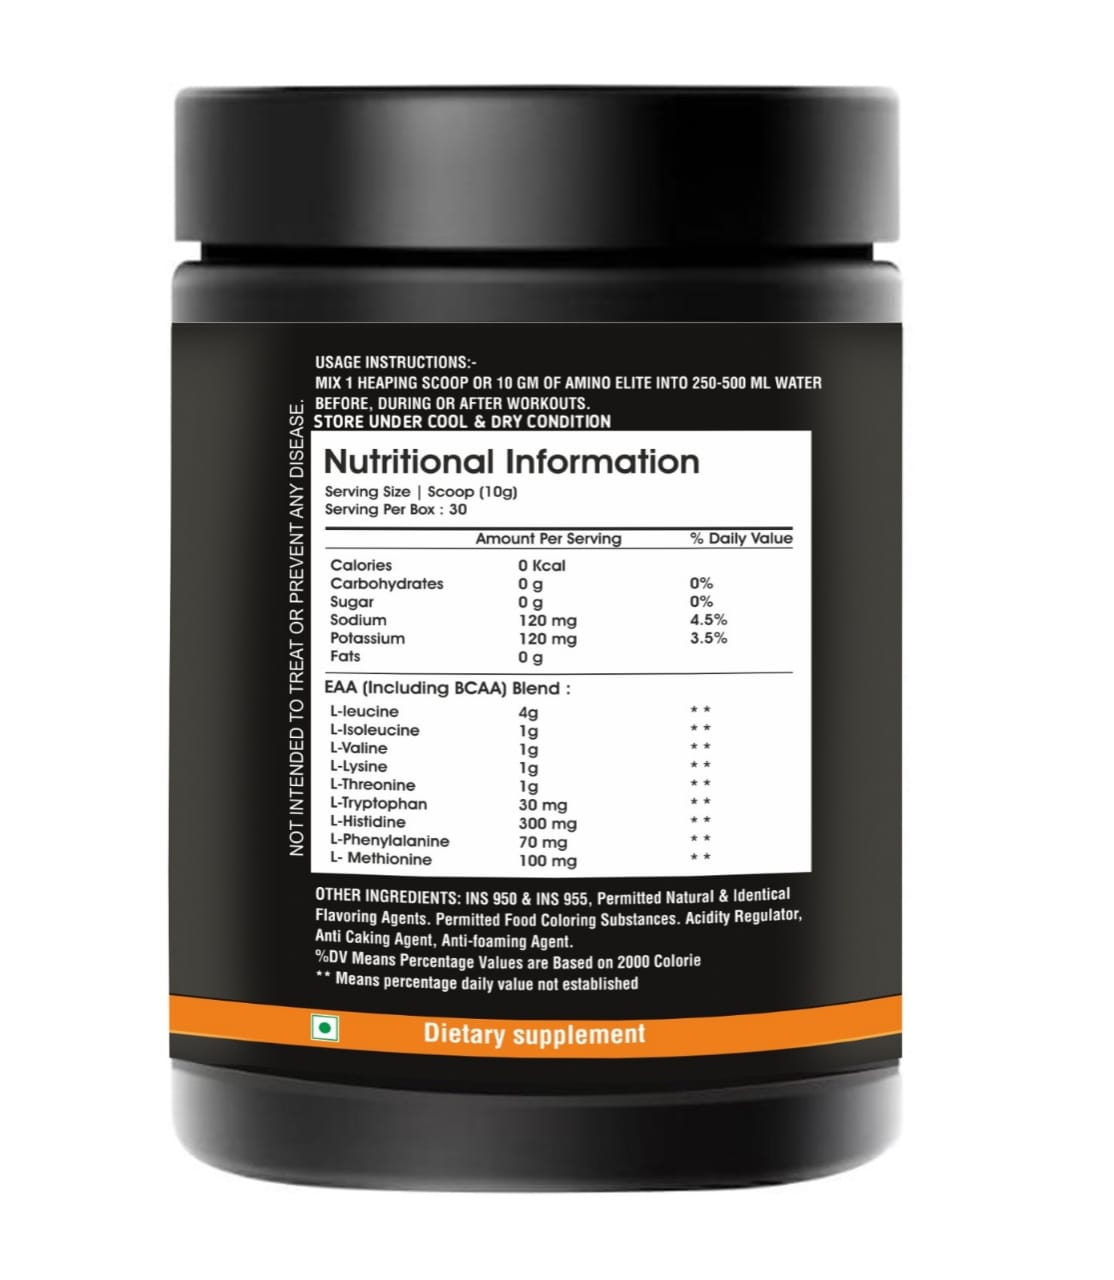 USAGE INSTRUCTIONS:-
MIX 1 HEAPING SCOOP OR 10 GM OF AMINO ELITE INTO 250-500 ML WATER
BEFORE, DURING OR AFTER WORKOUTS.
STORE UNDER COOL & DRY CONDITION
NOT INTENDED TO TREAT OR PREVENT ANY DISEASE.
Nutritional Information
Serving Size | Scoop (10g)
Serving Per Box : 30
Amount Per Serving % Daily Value
Calories 0 Kcal
Carbohydrates 0 g 0%
Sugar 0 g 0%
Sodium 120 mg 4.5%
Potassium 120 mg 3.5%
Fats 0 g
EAA (Including BCAA) Blend :
L-leucine 4g **
L-Isoleucine 1g **
L-Valine 1g **
L-Lysine 1g **
L-Threonine 1g **
L-Tryptophan 30 mg **
L-Histidine 300 mg **
L-Phenylalanine 70 mg **
L- Methionine 100 mg **
OTHER INGREDIENTS: INS 950 & INS 955, Permitted Natural & Identical
Flavoring Agents. Permitted Food Coloring Substances. Acidity Regulator,
Anti Caking Agent, Anti-foaming Agent.
%DV Means Percentage Values are Based on 2000 Calorie
** Means percentage daily value not established
Dietary supplement